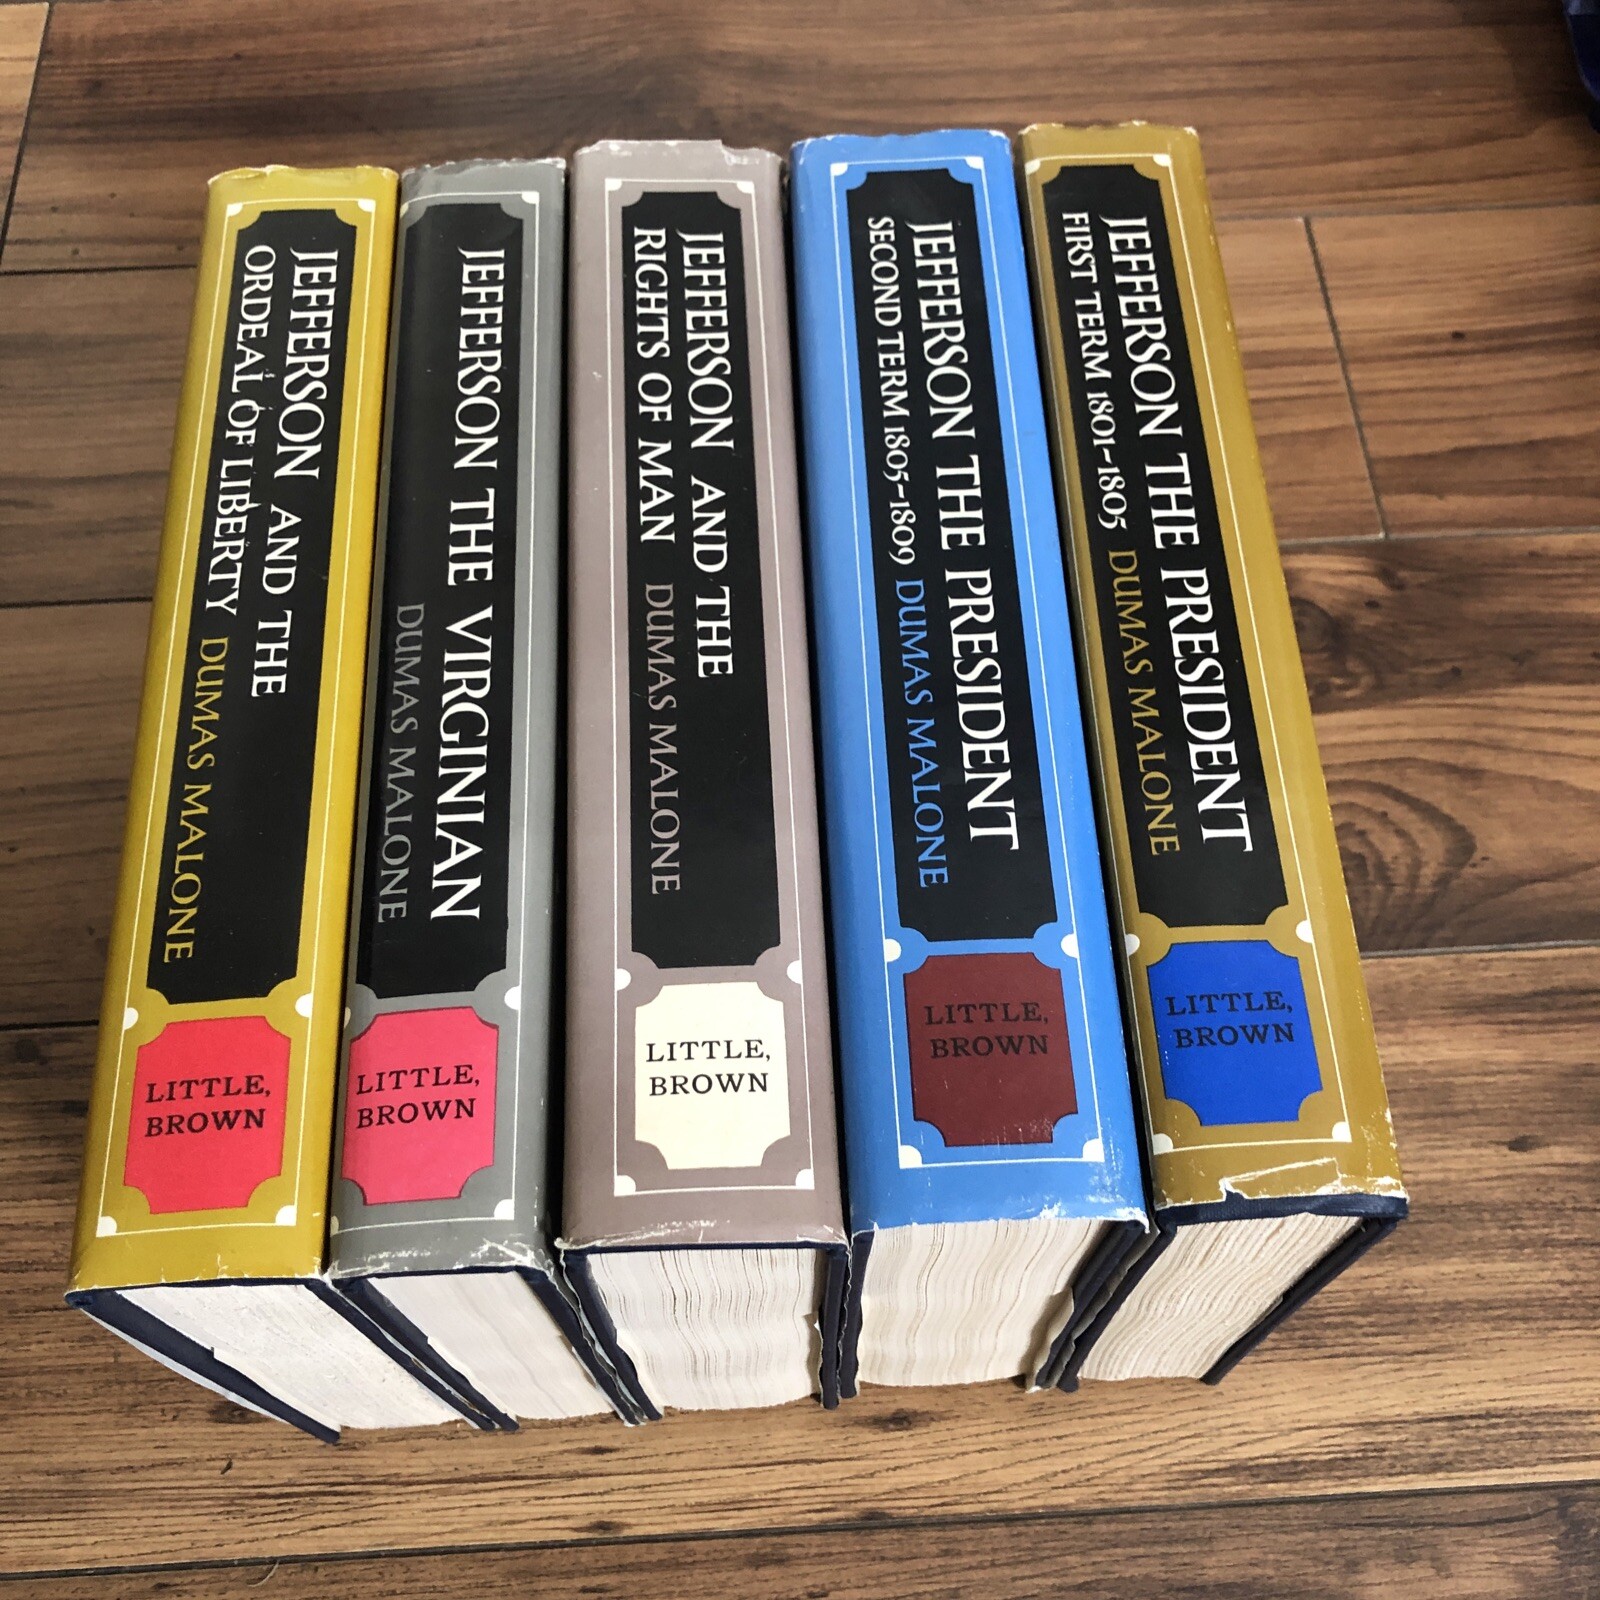 JEFFERSON AND THE
ORDEAL OF LIBERTY DUMAS MALONE
LITTLE,
BROWN
JEFFERSON THE VIRGINIAN
DUMAS MALONE
LITTLE,
BROWN
JEFFERSON AND THE
RIGHTS OF MAN DUMAS MALONE
LITTLE,
BROWN
JEFFERSON THE PRESIDENT
SECOND TERM 1805-1809 DUMAS MALONE
LITTLE,
BROWN
JEFFERSON THE PRESIDENT
FIRST TERM 1801-1805 DUMAS MALONE
LITTLE,
BROWN